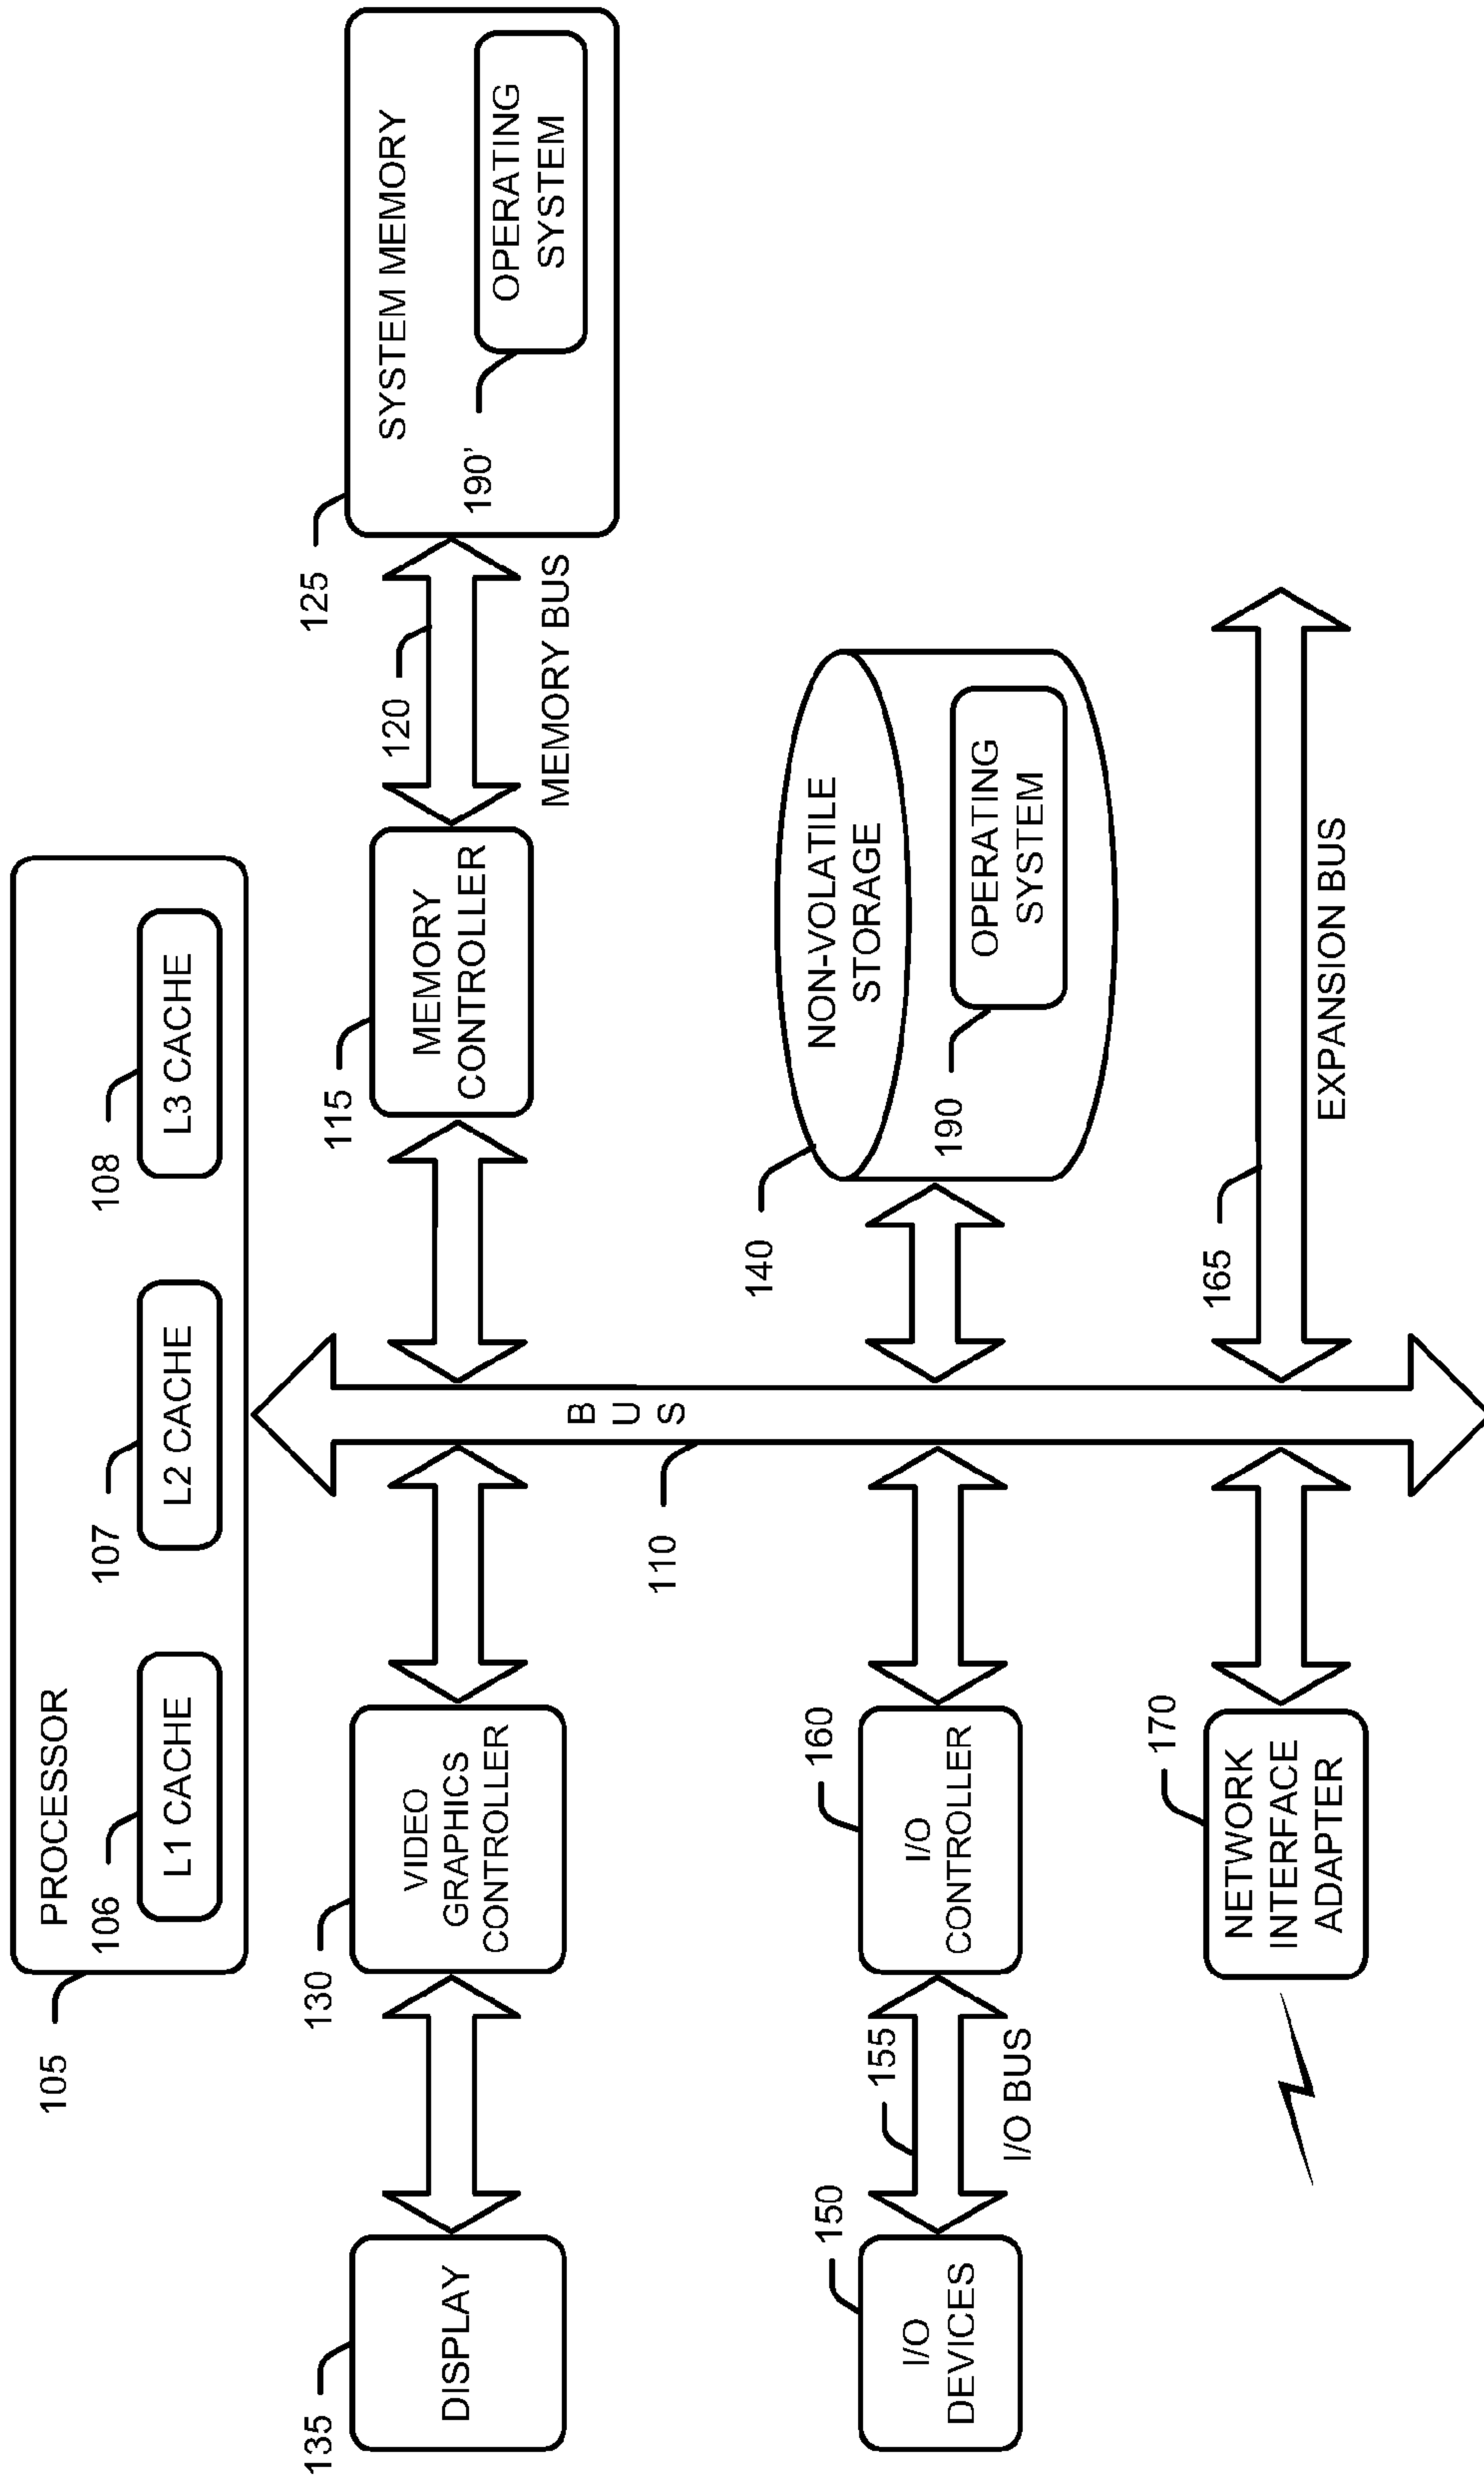 105
PROCESSOR
106
L1 CACHE
107
L2 CACHE
108
L3 CACHE
135
DISPLAY
130
VIDEO
GRAPHICS
CONTROLLER
110
BUS
115
MEMORY
CONTROLLER
120
MEMORY BUS
125
SYSTEM MEMORY
190'
OPERATING
SYSTEM
150
I/O
DEVICES
155
I/O BUS
160
I/O
CONTROLLER
140
NON-VOLATILE
STORAGE
190
OPERATING
SYSTEM
170
NETWORK
INTERFACE
ADAPTER
165
EXPANSION BUS